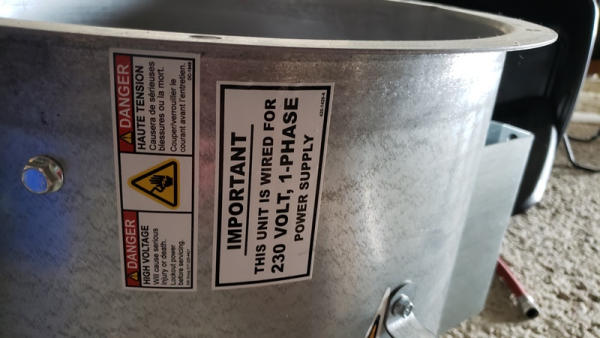 DANGER
HAUTE TENSION
Causera de sérieuses
blessures ou la mort.
Couper/verrouiller le
courant avant l'entretien.
DANGER
HIGH VOLTAGE
Will cause serious
injury or death.
Lockout power
before servicing.
IMPORTANT
THIS UNIT IS WIRED FOR
230 VOLT, 1-PHASE
POWER SUPPLY